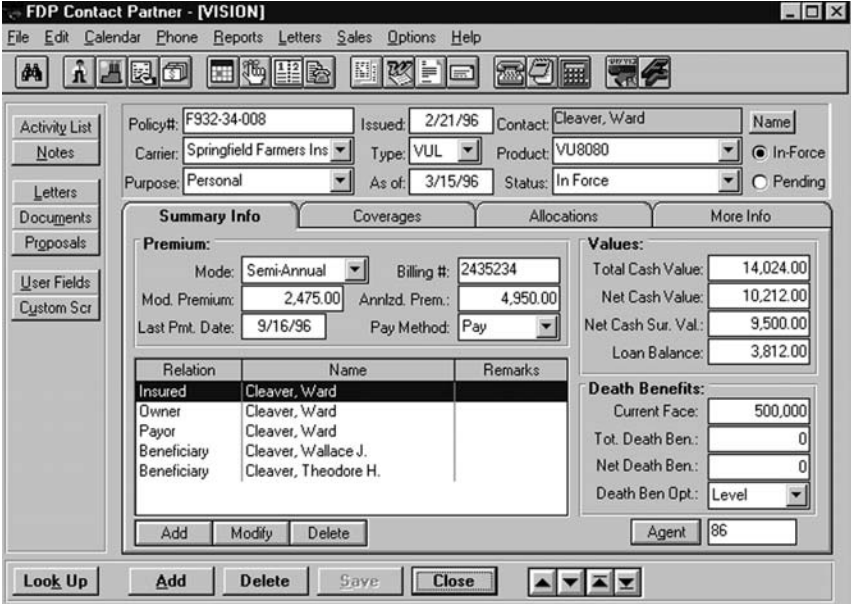 FDP Contact Partner - [VISION]
File Edit Calendar Phone Reports Letters Sales Options Help
Activity List
Notes
Letters
Documents
Proposals
User Fields
Custom Scr
Policy#: F932-34-008 Issued: 2/21/96 Contact: Cleaver, Ward Name
Carrier: Springfield Farmers Ins Type: VUL Product: VU8080 In-Force
Purpose: Personal As of: 3/15/96 Status: In Force Pending
Summary Info Coverages Allocations More Info
Premium:
Mode: Semi-Annual Billing #: 2435234
Mod. Premium: 2,475.00 Annlzd. Prem.: 4,950.00
Last Pmt. Date: 9/16/96 Pay Method: Pay
Relation Name Remarks
Insured Cleaver, Ward
Owner Cleaver, Ward
Payor Cleaver, Ward
Beneficiary Cleaver, Wallace J.
Beneficiary Cleaver, Theodore H.
Add Modify Delete
Values:
Total Cash Value: 14,024.00
Net Cash Value: 10,212.00
Net Cash Sur. Val.: 9,500.00
Loan Balance: 3,812.00
Death Benefits:
Current Face: 500,000
Tot. Death Ben.: 0
Net Death Ben.: 0
Death Ben Opt.: Level
Agent 86
Look Up Add Delete Save Close